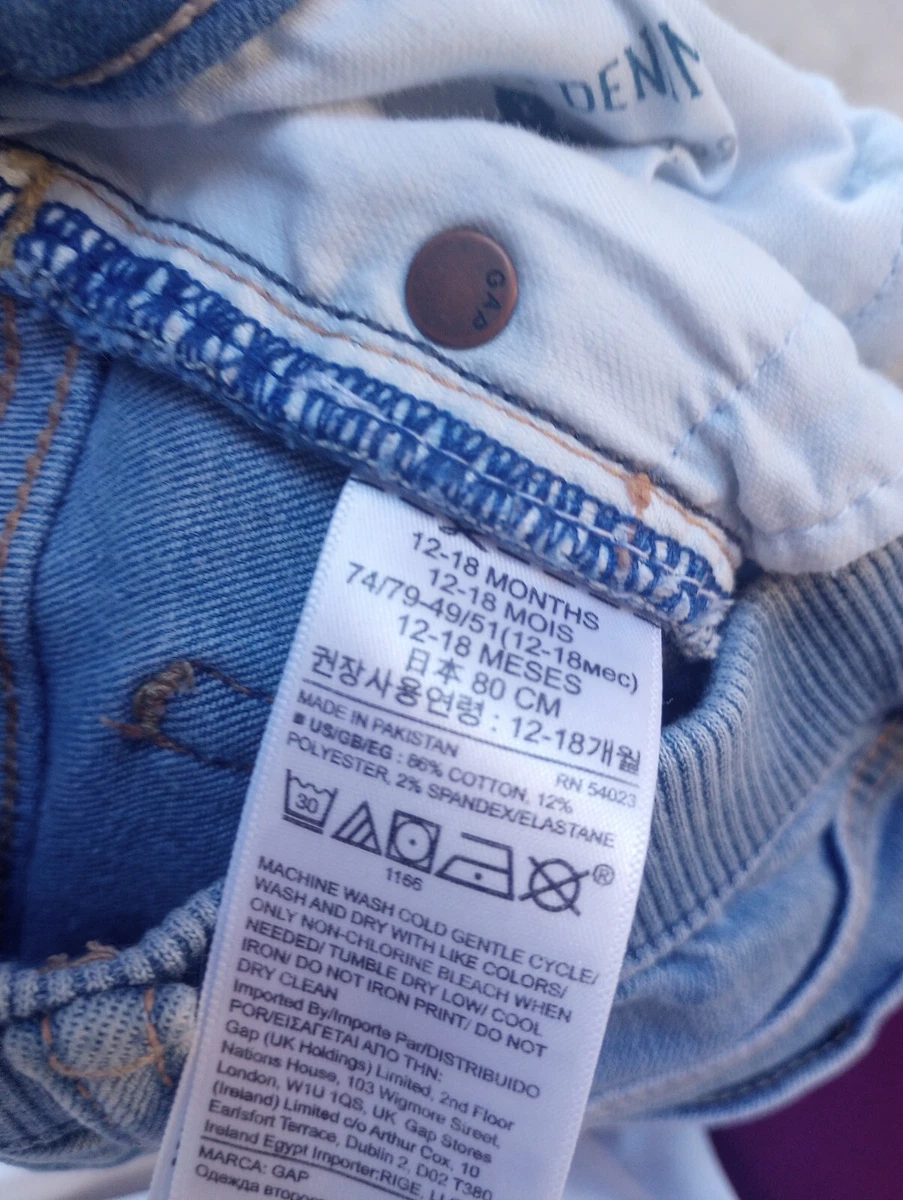 DENIM
GAP
12-18 MONTHS
12-18 MOIS
74/79-49/51(12-18мес)
12-18 MESES
日本 80 CM
권장사용연령 : 12-18개월
MADE IN PAKISTAN
RN 54023
US/GB/EG : 86% COTTON, 12%
POLYESTER, 2% SPANDEX/ELASTANE
30
®
1166
MACHINE WASH COLD GENTLE CYCLE/
WASH AND DRY WITH LIKE COLORS/
ONLY NON-CHLORINE BLEACH WHEN
NEEDED/ TUMBLE DRY LOW/ COOL
IRON/ DO NOT IRON PRINT/ DO NOT
DRY CLEAN
Imported By/Importe Par/DISTRIBUIDO
POR/ΕΙΣΑΓΕΤΑΙ ΑΠΟ ΤΗΝ:
Gap (UK Holdings) Limited, 2nd Floor
Nations House, 103 Wigmore Street,
London, W1U 1QS, UK Gap Stores
(Ireland) Limited c/o Arthur Cox, 10
Earlsfort Terrace, Dublin 2, D02 T380
Ireland Egypt Importer:RIGE,
MARCA: GAP
Одежда